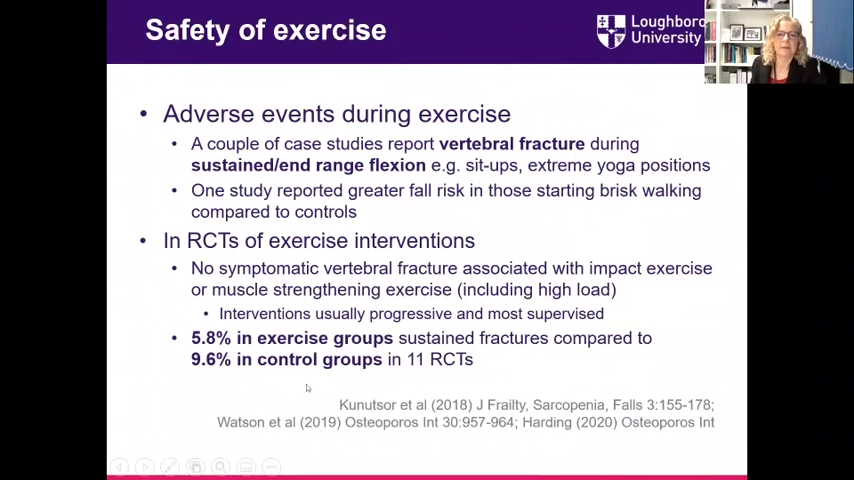 Safety of exercise
Loughboro
University
• Adverse events during exercise
• A couple of case studies report vertebral fracture during
sustained/end range flexion e.g. sit-ups, extreme yoga positions
• One study reported greater fall risk in those starting brisk walking
compared to controls
• In RCTs of exercise interventions
• No symptomatic vertebral fracture associated with impact exercise
or muscle strengthening exercise (including high load)
• Interventions usually progressive and most supervised
• 5.8% in exercise groups sustained fractures compared to
9.6% in control groups in 11 RCTs
Kunutsor et al (2018) J Frailty, Sarcopenia, Falls 3:155-178;
Watson et al (2019) Osteoporos Int 30:957-964; Harding (2020) Osteoporos Int